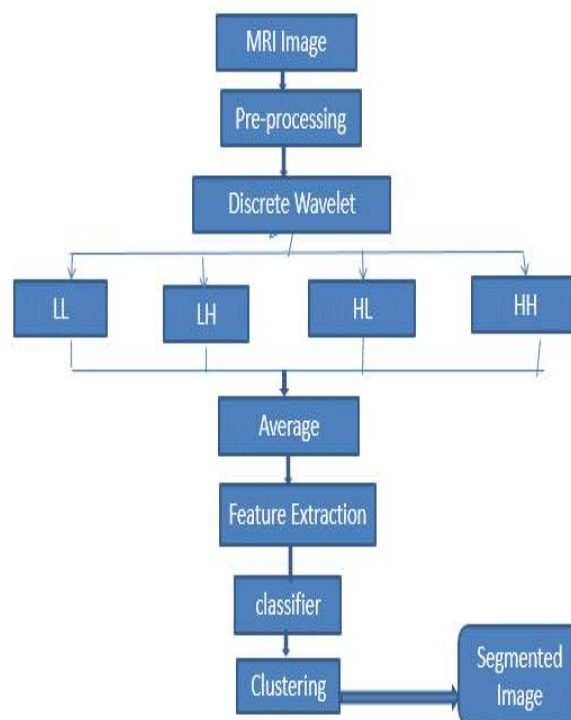 MRI Image
Pre-processing
Discrete Wavelet
LL
LH
HL
HH
Average
Feature Extraction
classifier
Clustering
Segmented
Image